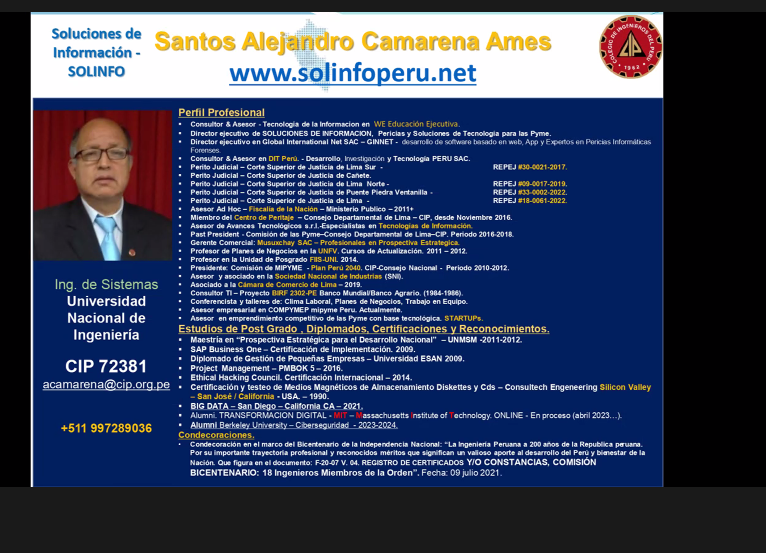 Soluciones de
Información -
SOLINFO
Santos Alejandro Camarena Ames
www.solinfoperu.net
COLEGIO DE INGENIEROS DEL PERU
1962
Ing. de Sistemas
Universidad
Nacional de
Ingeniería
CIP 72381
acamarena@cip.org.pe
+511 997289036
Perfil Profesional
▪ Consultor & Asesor - Tecnología de la Informacion en WE Educación Ejecutiva.
▪ Director ejecutivo de SOLUCIONES DE INFORMACION, Pericias y Soluciones de Tecnología para las Pyme.
▪ Director ejecutivo en Global International Net SAC – GINNET - desarrollo de software basado en web, App y Expertos en Pericias Informáticas
Forenses.
▪ Consultor & Asesor en DIT Perú. - Desarrollo, Investigación y Tecnología PERU SAC.
▪ Perito Judicial – Corte Superior de Justicia de Lima Sur - REPEJ #30-0021-2017.
▪ Perito Judicial – Corte Superior de Justicia de Cañete.
▪ Perito Judicial – Corte Superior de Justicia de Lima Norte - REPEJ #09-0017-2019.
▪ Perito Judicial – Corte Superior de Justicia de Puente Piedra Ventanilla - REPEJ #33-0002-2022.
▪ Perito Judicial – Corte Superior de Justicia de Lima - REPEJ #18-0061-2022.
▪ Asesor Ad Hoc – Fiscalía de la Nación – Ministerio Publico – 2011+
▪ Miembro del Centro de Peritaje – Consejo Departamental de Lima – CIP, desde Noviembre 2016.
▪ Asesor de Avances Tecnológicos s.r.l.-Especialistas en Tecnologías de Información.
▪ Past President - Comisión de las Pyme–Consejo Departamental de Lima–CIP. Periodo 2016-2018.
▪ Gerente Comercial: Musuxchay SAC – Profesionales en Prospectiva Estrategica.
▪ Profesor de Planes de Negocios en la UNFV. Cursos de Actualización. 2011 – 2012.
▪ Profesor en la Unidad de Posgrado FIIS-UNI. 2014.
▪ Presidente: Comisión de MIPYME - Plan Perú 2040. CIP-Consejo Nacional - Periodo 2010-2012.
▪ Asesor y asociado en la Sociedad Nacional de Industrias (SNI).
▪ Asociado a la Cámara de Comercio de Lima – 2019.
▪ Consultor TI – Proyecto BIRF 2302-PE Banco Mundial/Banco Agrario. (1984-1986).
▪ Conferencista y talleres de: Clima Laboral, Planes de Negocios, Trabajo en Equipo.
▪ Asesor empresarial en COMPYMEP mipyme Peru. Actualmente.
▪ Asesor en emprendimiento competitivo de las Pyme con base tecnológica. STARTUPs.
Estudios de Post Grado , Diplomados, Certificaciones y Reconocimientos.
▪ Maestría en “Prospectiva Estratégica para el Desarrollo Nacional” – UNMSM -2011-2012.
▪ SAP Business One – Certificación de Implementación. 2009.
▪ Diplomado de Gestión de Pequeñas Empresas – Universidad ESAN 2009.
▪ Project Management – PMBOK 5 – 2016.
▪ Ethical Hacking Council. Certificación Internacional – 2014.
▪ Certificación y testeo de Medios Magnéticos de Almacenamiento Diskettes y Cds – Consultech Engeneering Silicon Valley
– San José / California - USA. – 1990.
▪ BIG DATA – San Diego – California CA – 2021.
▪ Alumni. TRANSFORMACION DIGITAL - MIT – Massachusetts Institute of Technology. ONLINE - En proceso (abril 2023…).
▪ Alumni Berkeley University – Ciberseguridad - 2023-2024.
Condecoraciones.
• Condecoración en el marco del Bicentenario de la Independencia Nacional: “La Ingeniería Peruana a 200 años de la Republica peruana.
Por su importante trayectoria profesional y reconocidos méritos que significan un valioso aporte al desarrollo del Perú y bienestar de la
Nación. Que figura en el documento: F-20-07 V. 04. REGISTRO DE CERTIFICADOS Y/O CONSTANCIAS, COMISIÓN
BICENTENARIO: 18 Ingenieros Miembros de la Orden”. Fecha: 09 julio 2021.